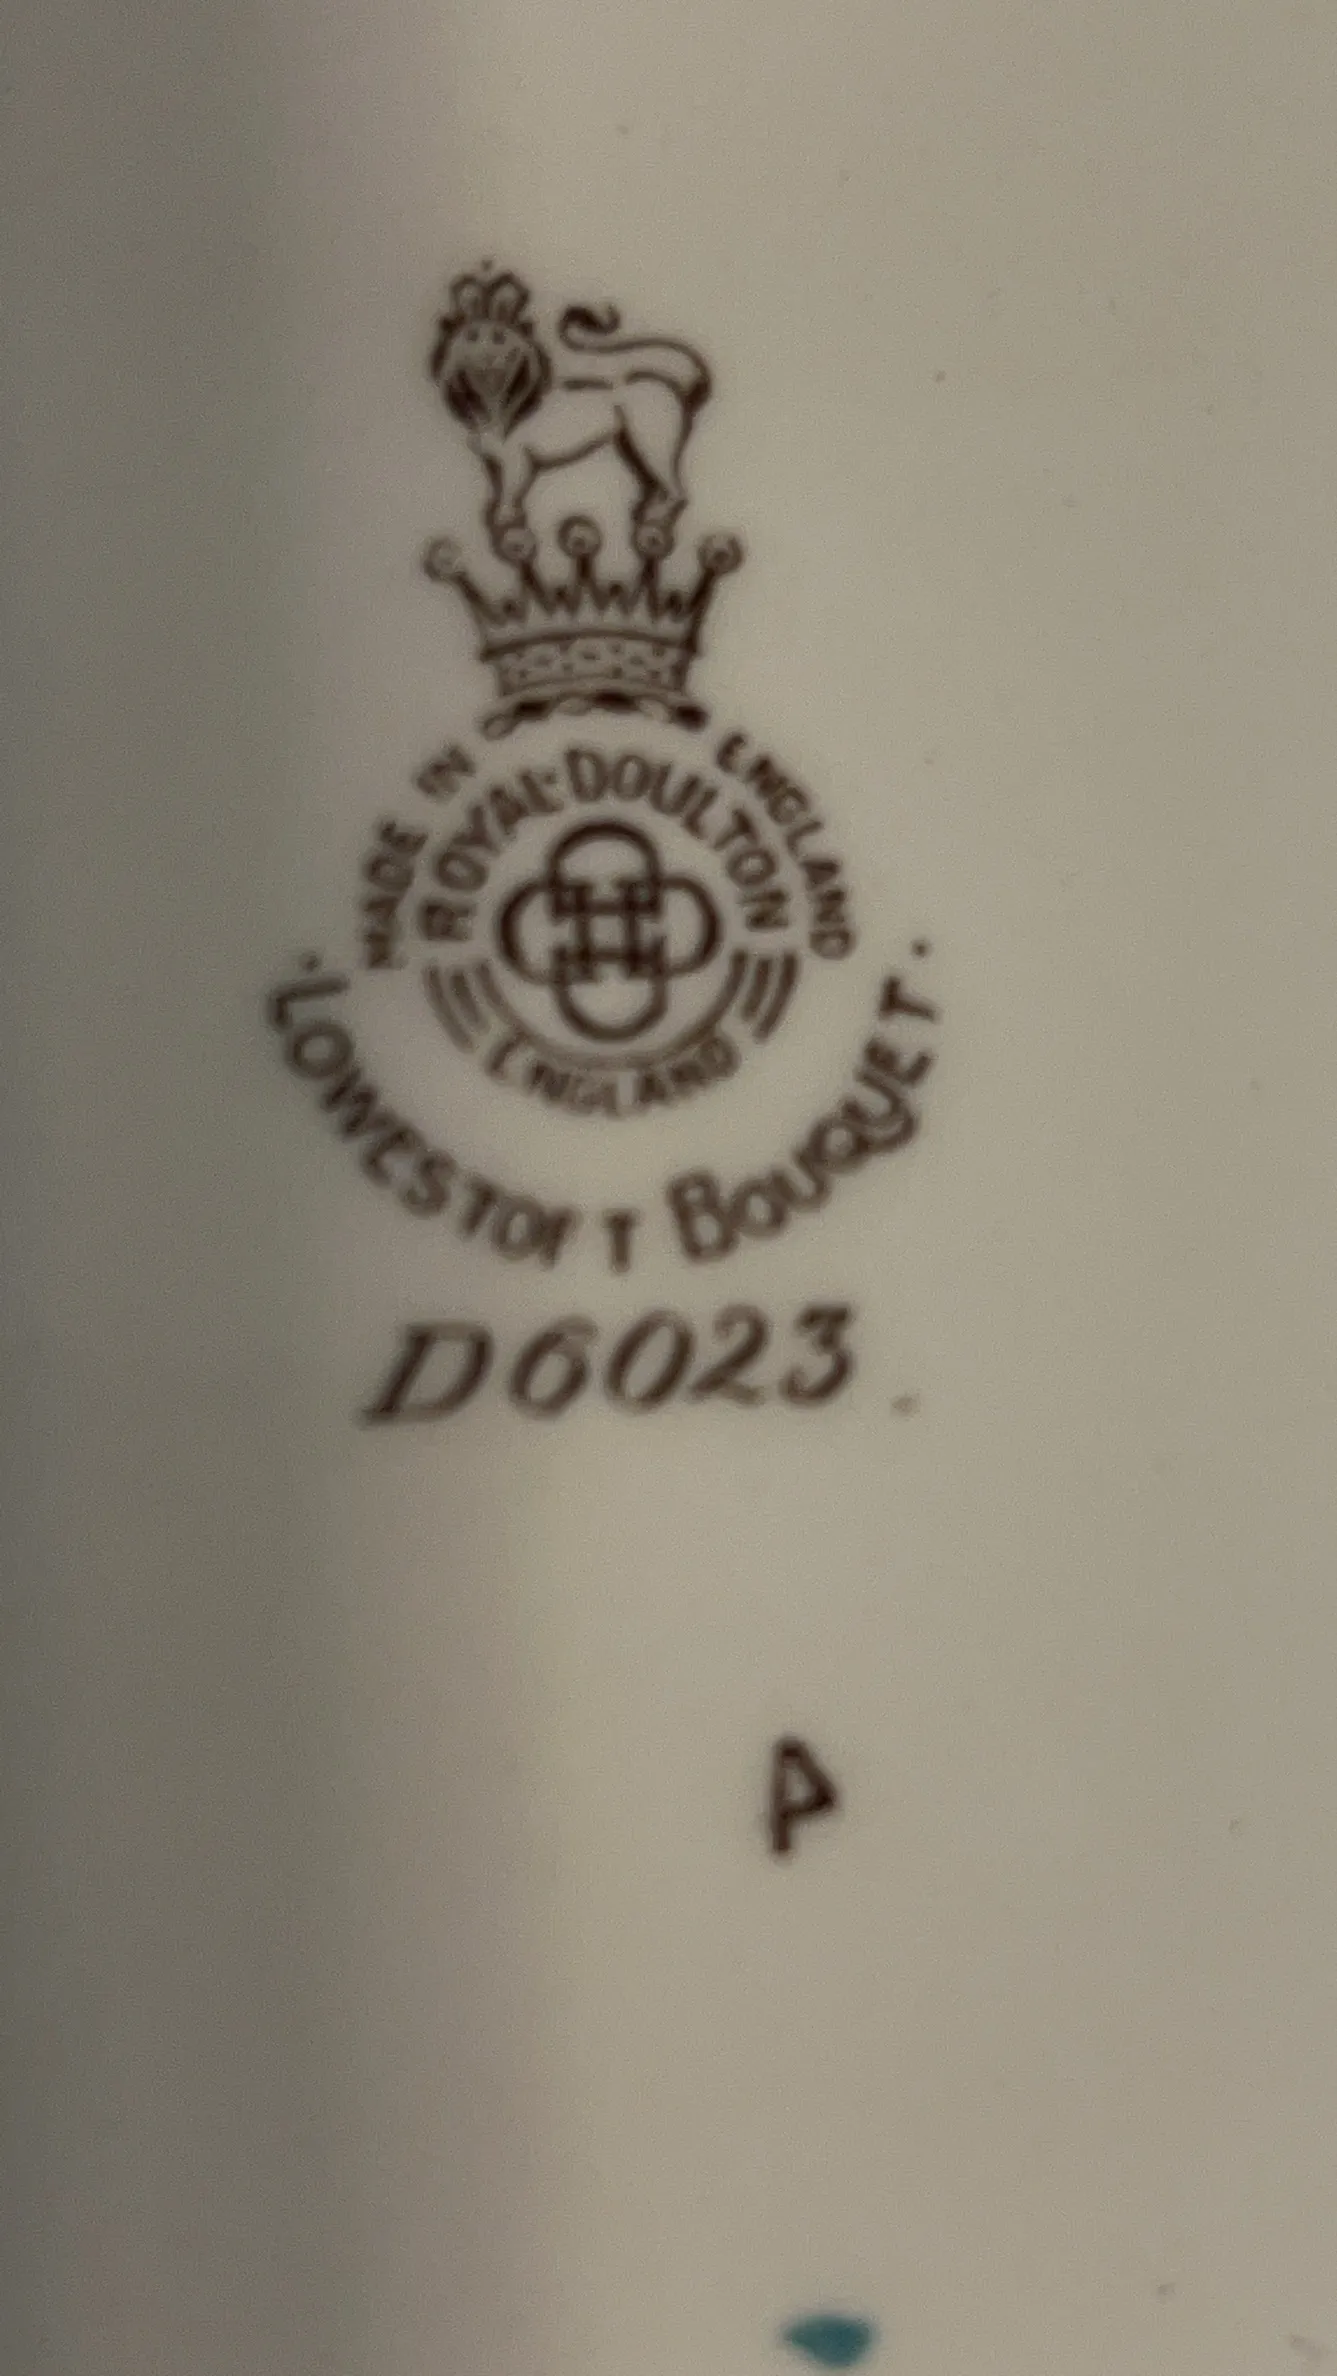 MADE IN ENGLAND
ROYAL·DOULTON
ENGLAND
·LOWESTOFT BOUQUET·
D6023.
A